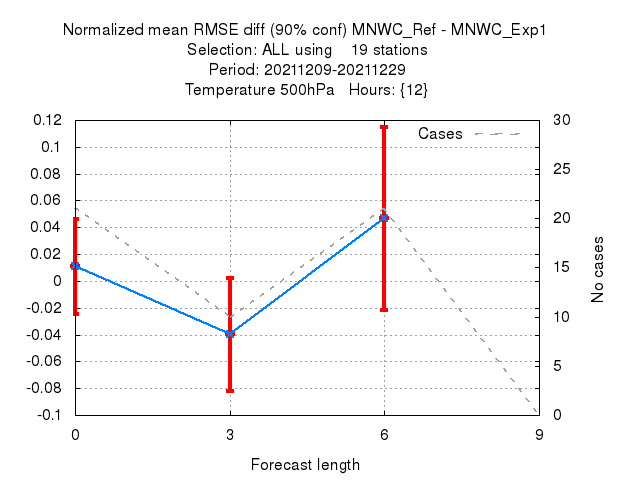 Normalized mean RMSE diff (90% conf) MNWC_Ref - MNWC_Exp1
Selection: ALL using    19 stations
Period: 20211209-20211229
Temperature 500hPa   Hours: {12}
Cases
0.12
0.1
0.08
0.06
0.04
0.02
0
-0.02
-0.04
-0.06
-0.08
-0.1
30
25
20
15
10
5
0
No cases
0 3 6 9
Forecast length